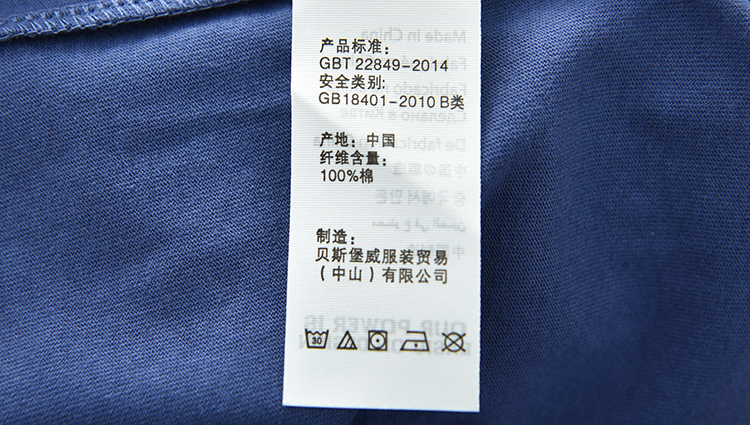 产品标准：
GBT 22849-2014
安全类别:
GB18401-2010 B类
产地：中国
纤维含量：
100%棉
制造：
贝斯堡威服装贸易
（中山）有限公司
30